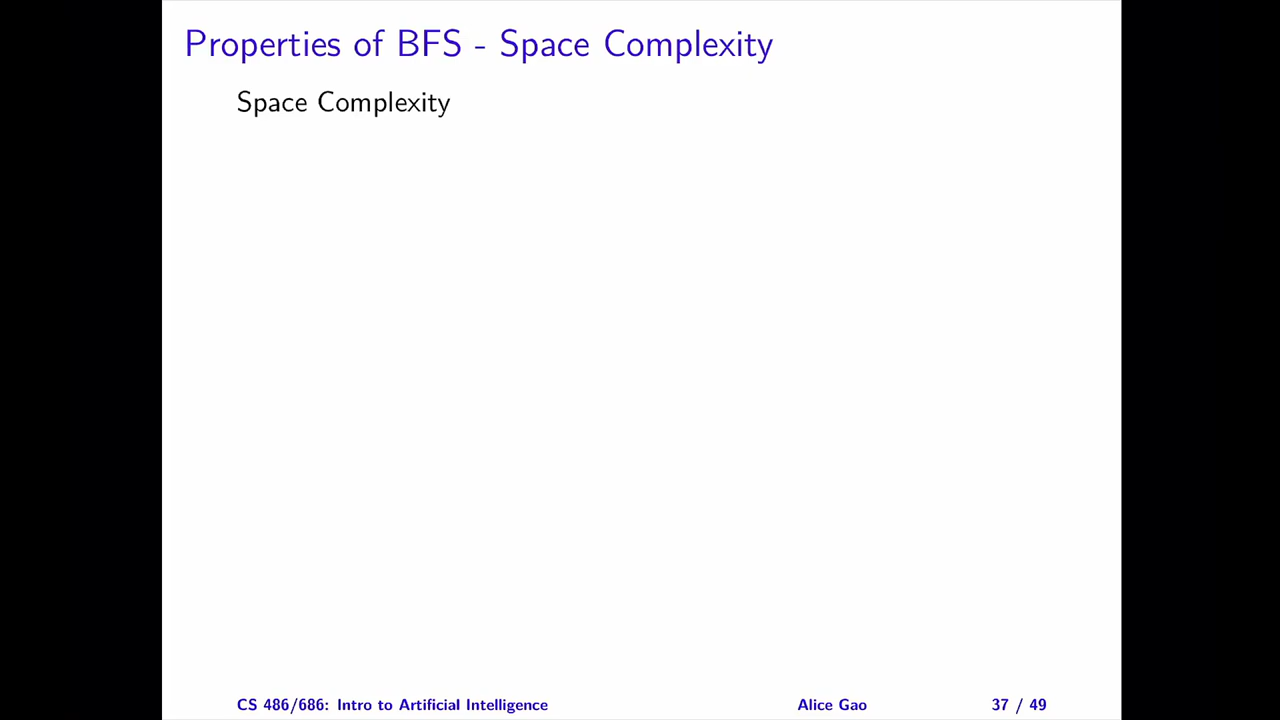 Properties of BFS - Space Complexity
Space Complexity
CS 486/686: Intro to Artificial Intelligence Alice Gao 37 / 49